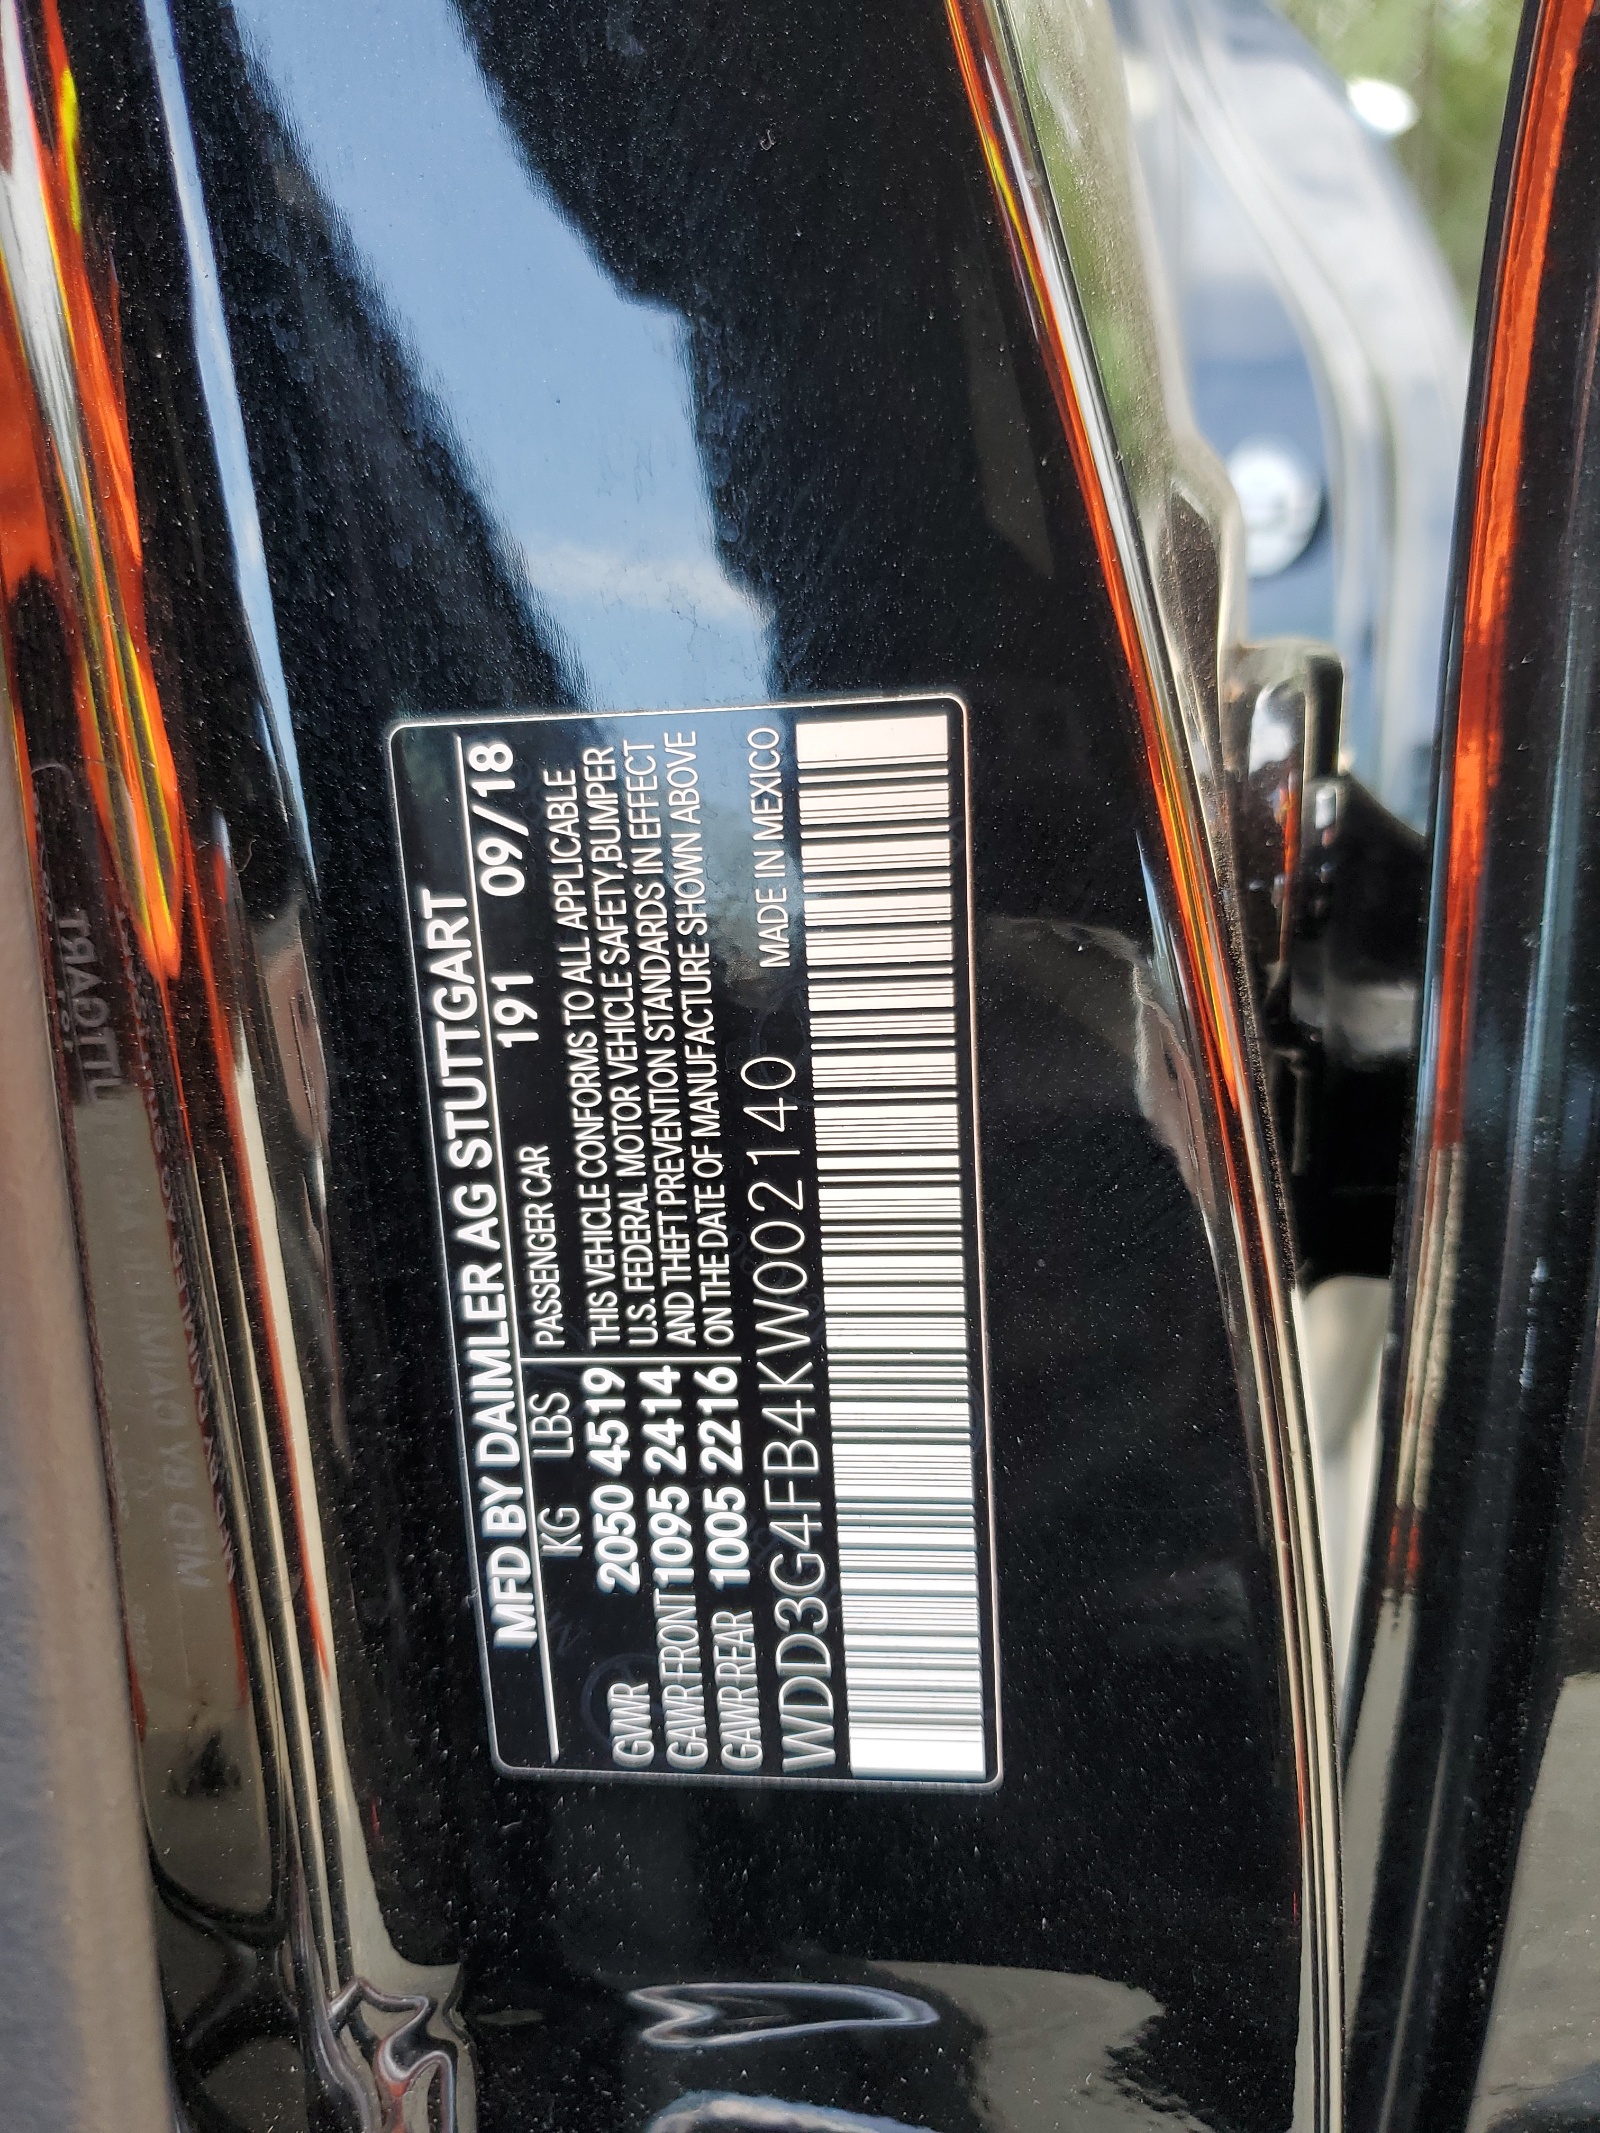 MFD BY DAIMLER AG STUTTGART
KG LBS PASSENGER CAR 191 09/18
GVWR 2050 4519 THIS VEHICLE CONFORMS TO ALL APPLICABLE
GAWR FRONT 1095 2414 U.S. FEDERAL MOTOR VEHICLE SAFETY,BUMPER
GAWR REAR 1005 2216 AND THEFT PREVENTION STANDARDS IN EFFECT
ON THE DATE OF MANUFACTURE SHOWN ABOVE
WDD3G4FB4KW002140 MADE IN MEXICO